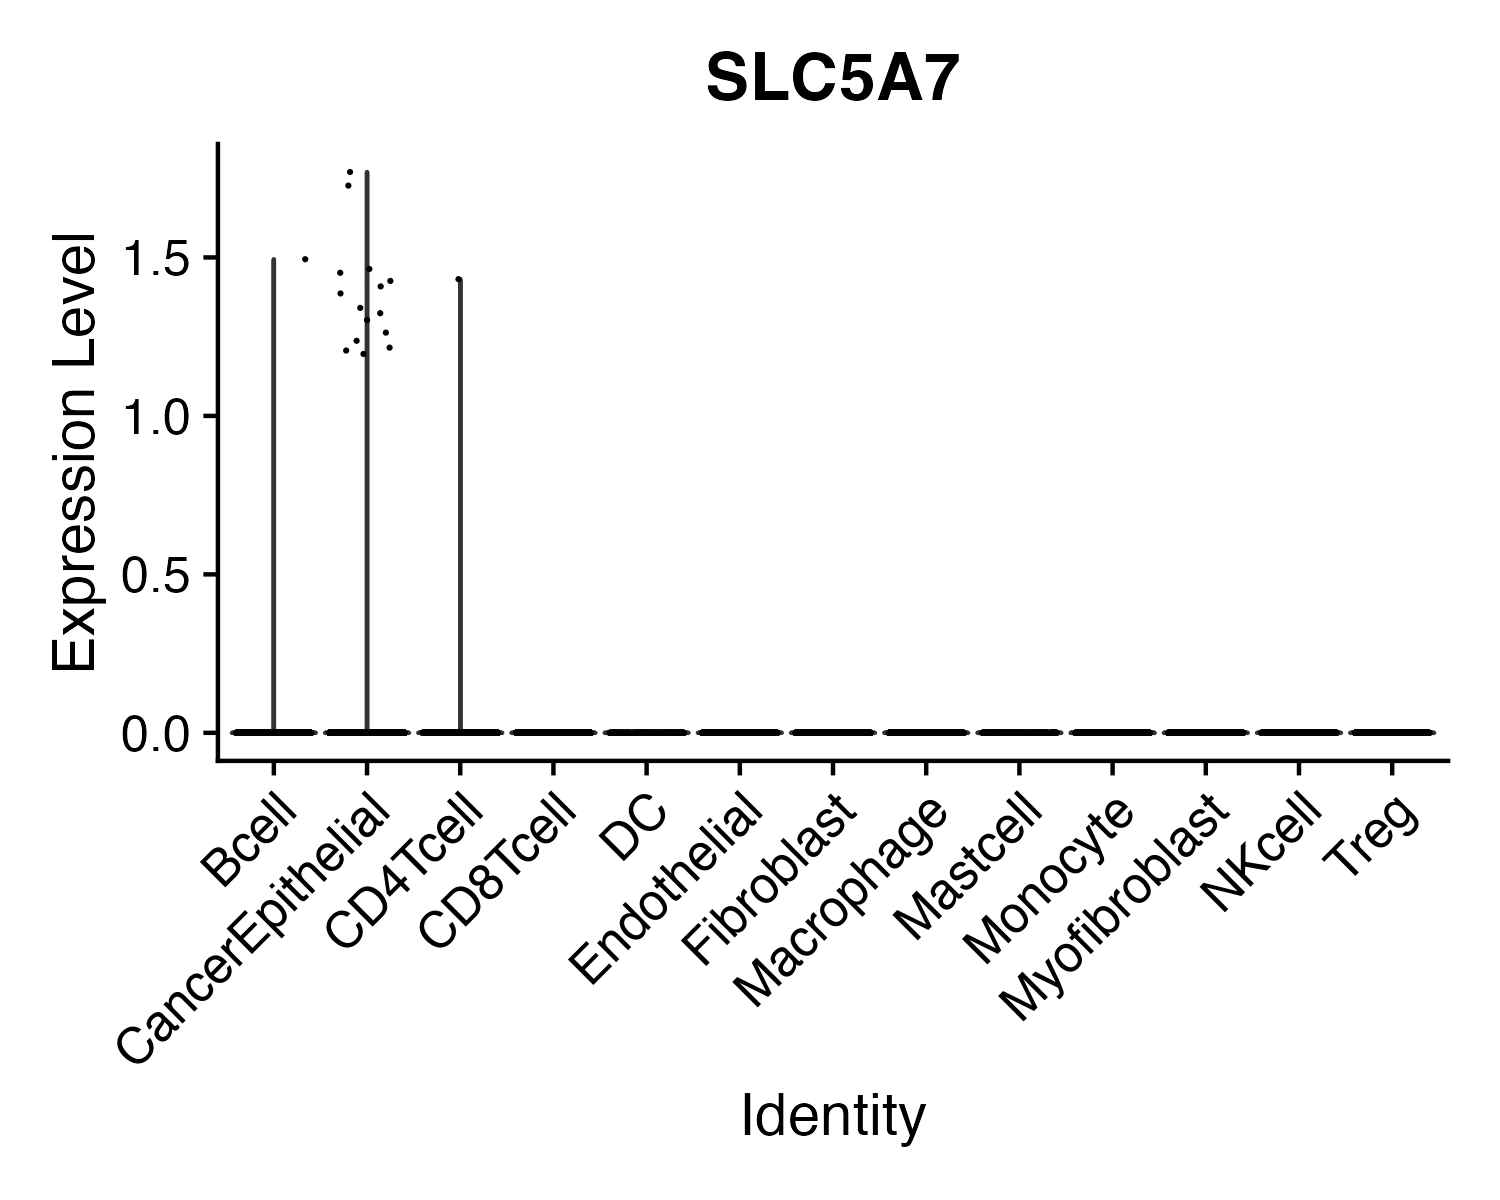 SLC5A7
Expression Level
1.5
1.0
0.5
0.0
Bcell
CancerEpithelial
CD4Tcell
CD8Tcell
DC
Endothelial
Fibroblast
Macrophage
Mastcell
Monocyte
Myofibroblast
NKcell
Treg
Identity